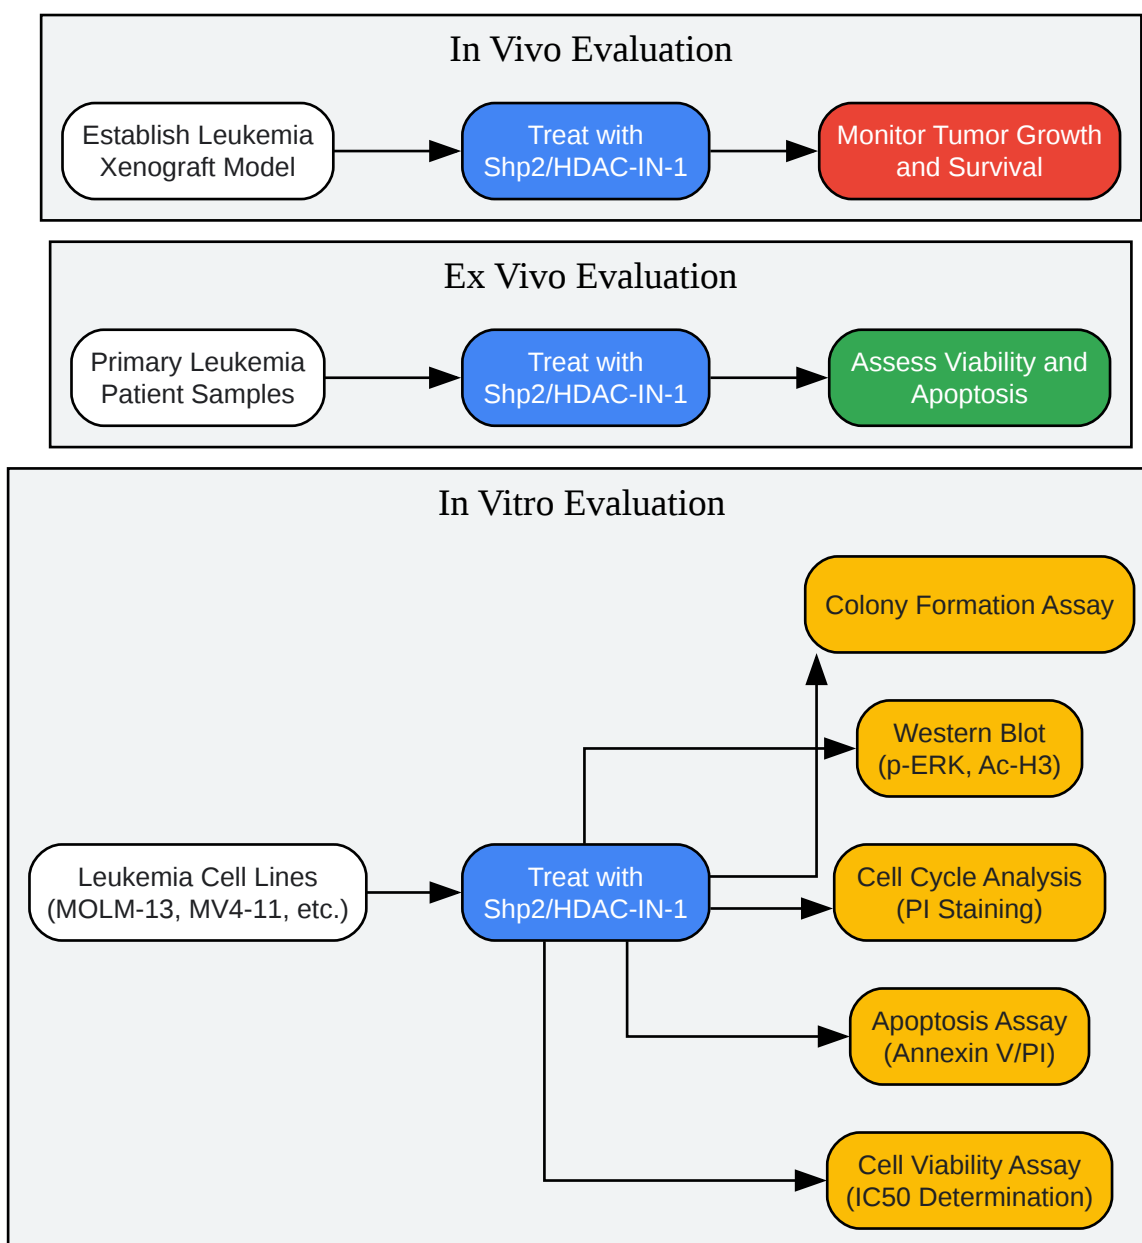 In Vivo Evaluation
Establish Leukemia
Xenograft Model
Treat with
Shp2/HDAC-IN-1
Monitor Tumor Growth
and Survival
Ex Vivo Evaluation
Primary Leukemia
Patient Samples
Treat with
Shp2/HDAC-IN-1
Assess Viability and
Apoptosis
In Vitro Evaluation
Leukemia Cell Lines
(MOLM-13, MV4-11, etc.)
Treat with
Shp2/HDAC-IN-1
Colony Formation Assay
Western Blot
(p-ERK, Ac-H3)
Cell Cycle Analysis
(PI Staining)
Apoptosis Assay
(Annexin V/PI)
Cell Viability Assay
(IC50 Determination)